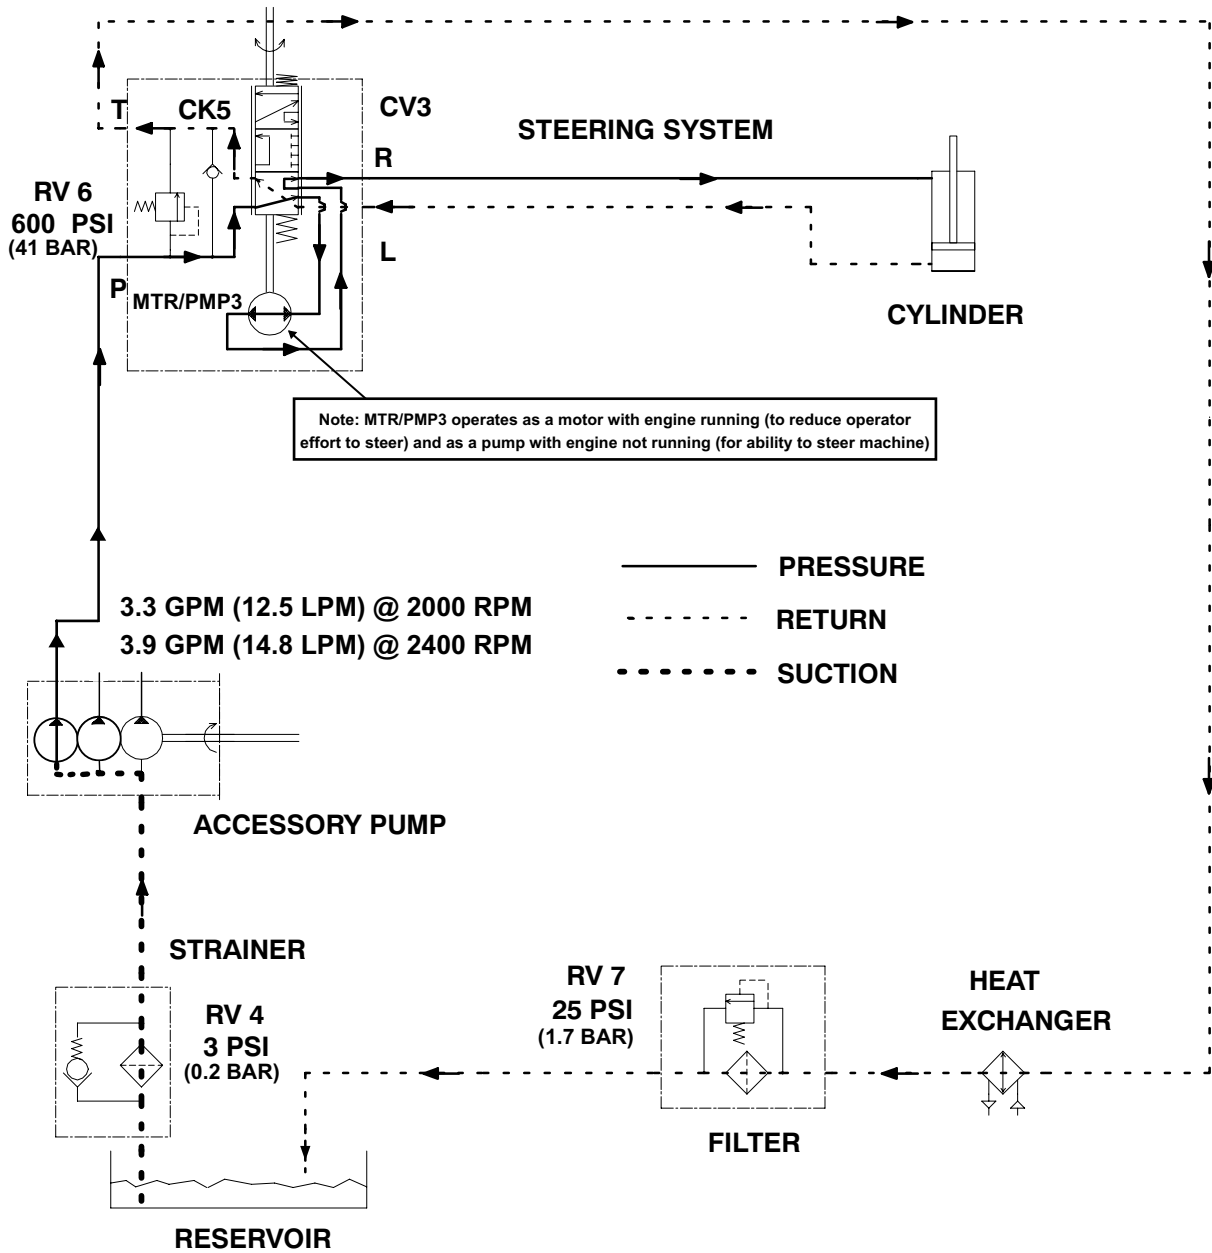 T
CK5
CV3
STEERING SYSTEM
R
RV 6
600 PSI
(41 BAR)
L
P
MTR/PMP3
CYLINDER
Note: MTR/PMP3 operates as a motor with engine running (to reduce operator
effort to steer) and as a pump with engine not running (for ability to steer machine)
PRESSURE
3.3 GPM (12.5 LPM) @ 2000 RPM
RETURN
3.9 GPM (14.8 LPM) @ 2400 RPM
SUCTION
ACCESSORY PUMP
STRAINER
RV 4
3 PSI
(0.2 BAR)
RV 7
25 PSI
(1.7 BAR)
HEAT
EXCHANGER
FILTER
RESERVOIR